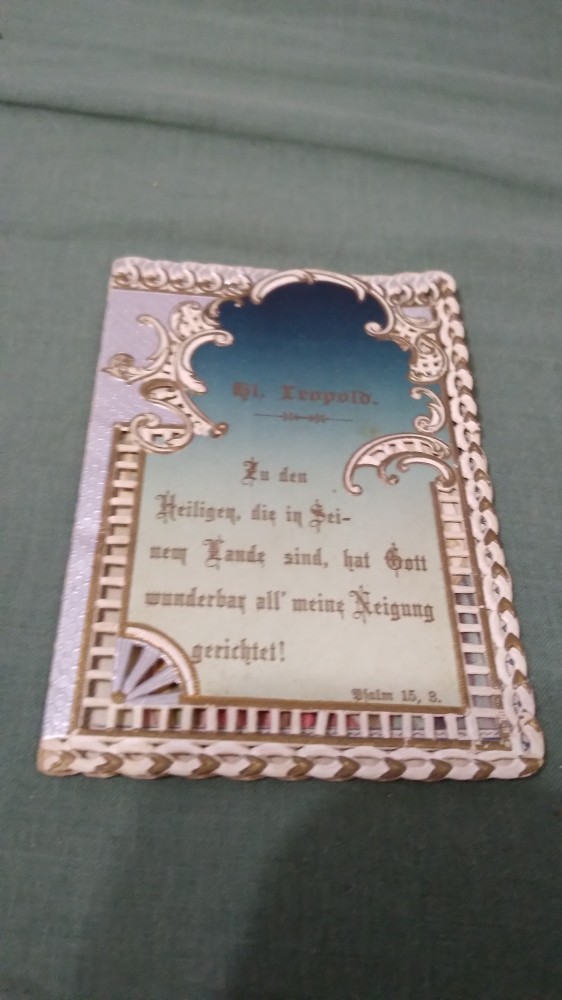 Hl. Leopold.
Zu den
Heiligen, die in Sei-
nem Lande sind, hat Gott
wunderbar all' meine Neigung
gerichtet!
Psalm 15, 3.